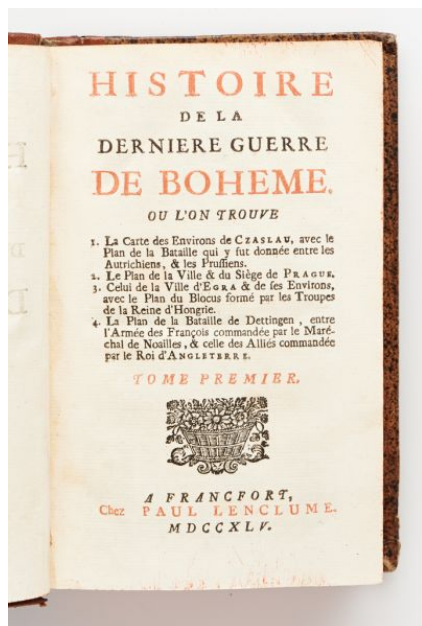 HISTOIRE
DE LA
DERNIERE GUERRE
DE BOHEME.
OU L'ON TROUVE
1. La Carte des Environs de CZASLAU, avec le
Plan de la Bataille qui y fut donnée entre les
Autrichiens, & les Prussiens.
2. Le Plan de la Ville & du Siège de PRAGUE,
3. Celui de la Ville d'EGRA & de ses Environs,
avec le Plan du Blocus formé par les Troupes
de la Reine d'Hongrie.
4. La Plan de la Bataille de Dettingen, entre
l'Armée des François commandée par le Maré-
chal de Noailles, & celle des Alliés commandée
par le Roi d'ANGLETERRE.
TOME PREMIER.
A FRANCFORT,
Chez PAUL LENCLUME.
MDCCXLV.